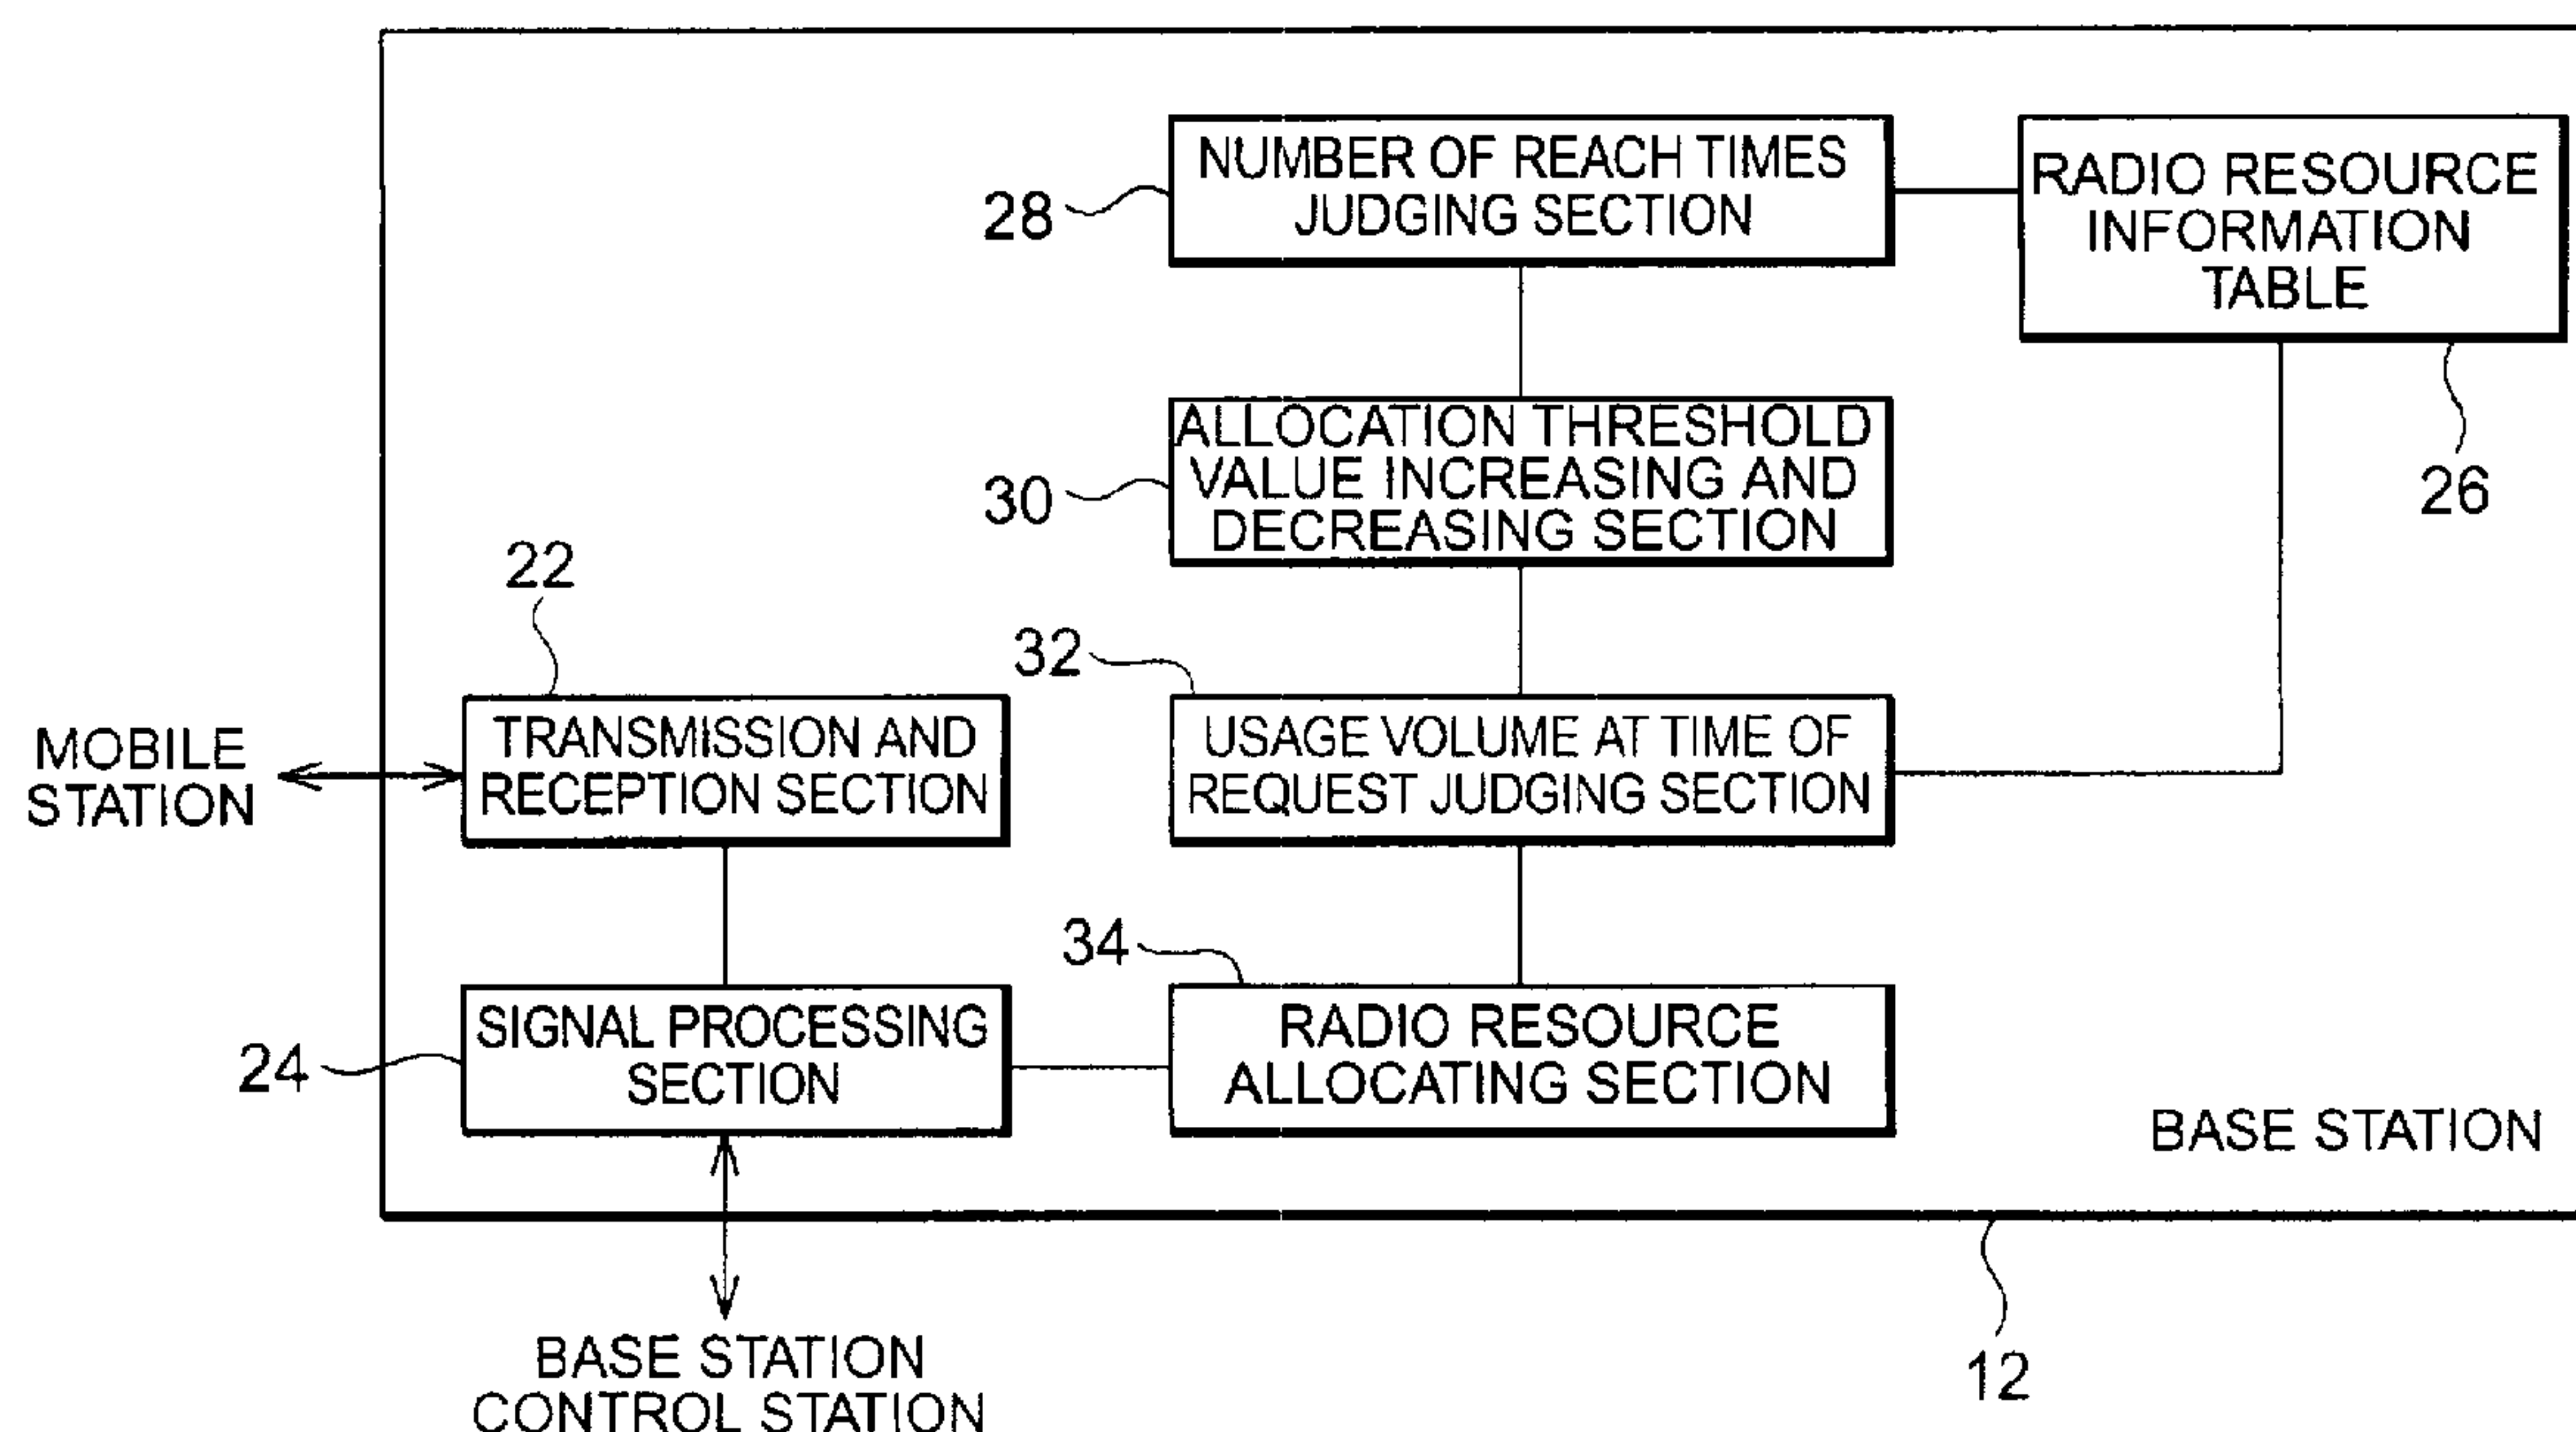 NUMBER OF REACH TIMES
JUDGING SECTION
28
RADIO RESOURCE
INFORMATION
TABLE
26
ALLOCATION THRESHOLD
VALUE INCREASING AND
DECREASING SECTION
30
22
32
MOBILE
STATION
TRANSMISSION AND
RECEPTION SECTION
USAGE VOLUME AT TIME OF
REQUEST JUDGING SECTION
34
24
SIGNAL PROCESSING
SECTION
RADIO RESOURCE
ALLOCATING SECTION
BASE STATION
12
BASE STATION
CONTROL STATION